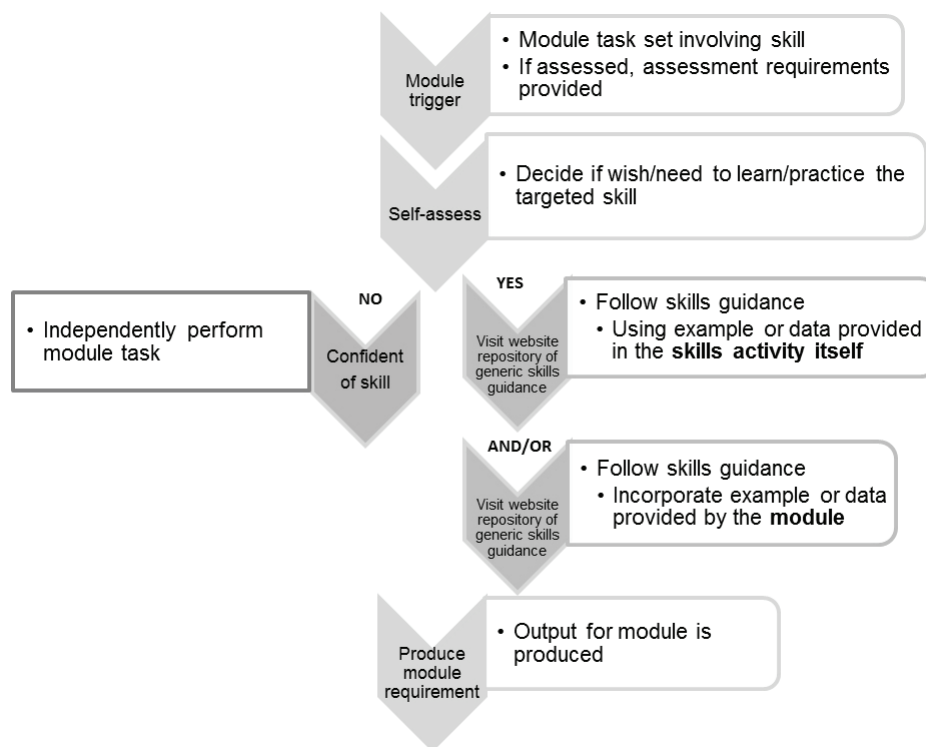 Module
trigger
• Module task set involving skill
• If assessed, assessment requirements
provided
Self-assess
• Decide if wish/need to learn/practice the
targeted skill
NO
• Independently perform
module task
Confident
of skill
YES
Visit website
repository of
generic skills
guidance
• Follow skills guidance
• Using example or data provided
in the skills activity itself
AND/OR
Visit website
repository of
generic skills
guidance
• Follow skills guidance
• Incorporate example or data
provided by the module
Produce
module
requirement
• Output for module is
produced